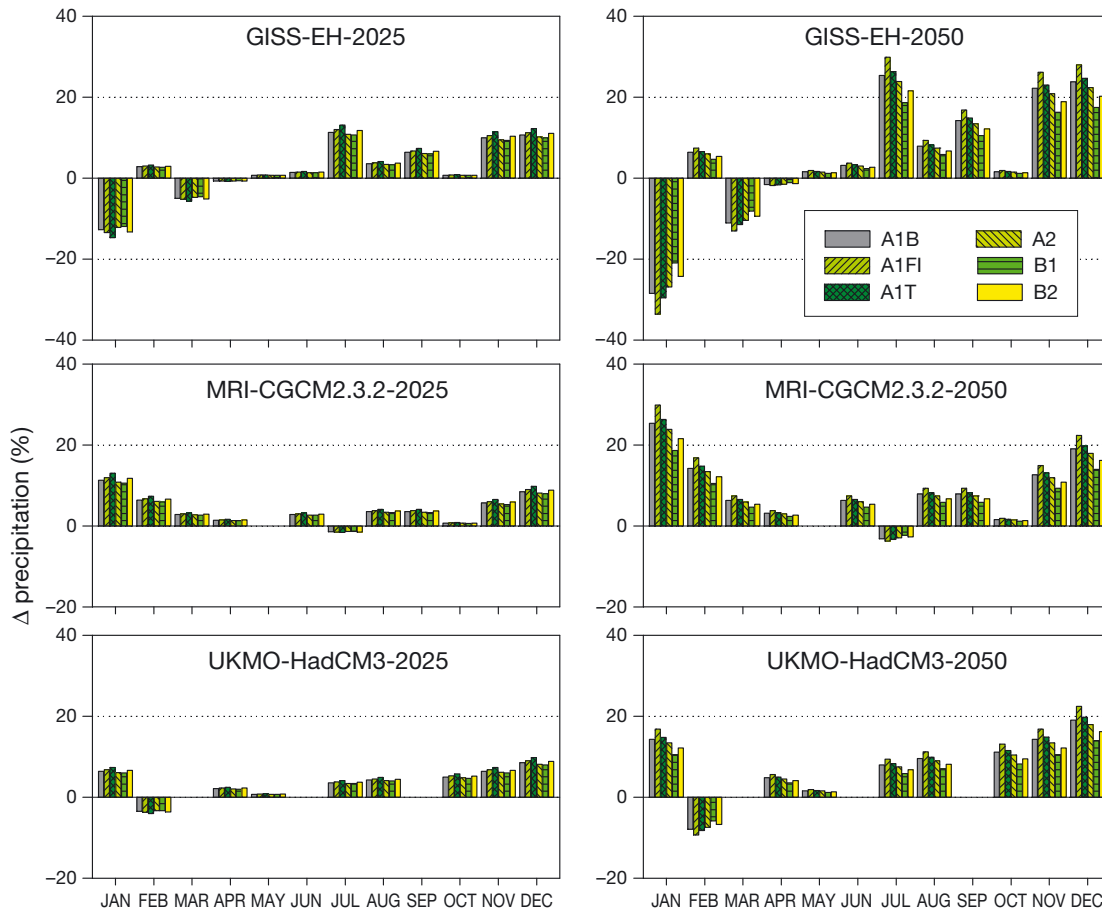 Δ precipitation (%)
GISS-EH-2025
40
20
0
−20
−40
GISS-EH-2050
40
20
0
−20
−40
A1B
A2
A1FI
B1
A1T
B2
MRI-CGCM2.3.2-2025
40
20
0
−20
MRI-CGCM2.3.2-2050
40
20
0
−20
UKMO-HadCM3-2025
40
20
0
−20
JAN FEB MAR APR MAY JUN JUL AUG SEP OCT NOV DEC
UKMO-HadCM3-2050
40
20
0
−20
JAN FEB MAR APR MAY JUN JUL AUG SEP OCT NOV DEC